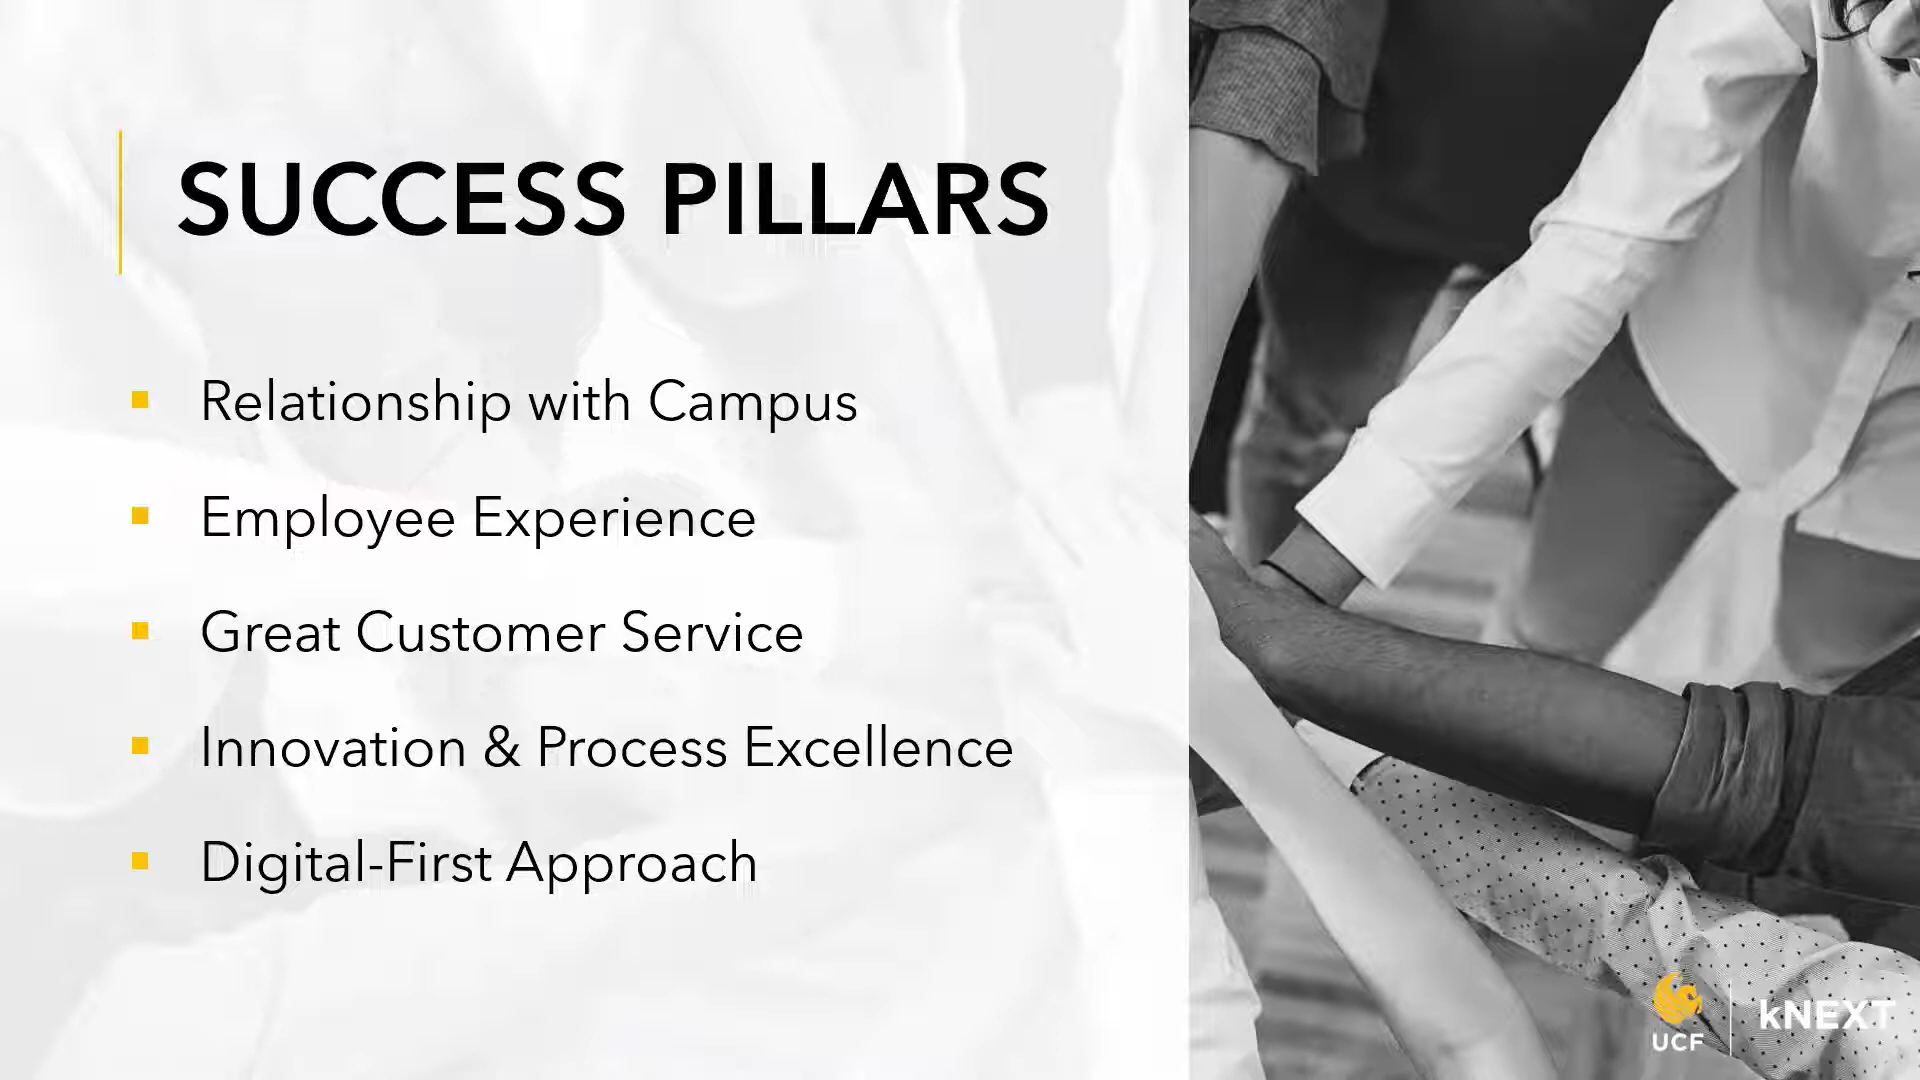 SUCCESS PILLARS
Relationship with Campus
Employee Experience
Great Customer Service
Innovation & Process Excellence
Digital-First Approach
UCF
kNEXT